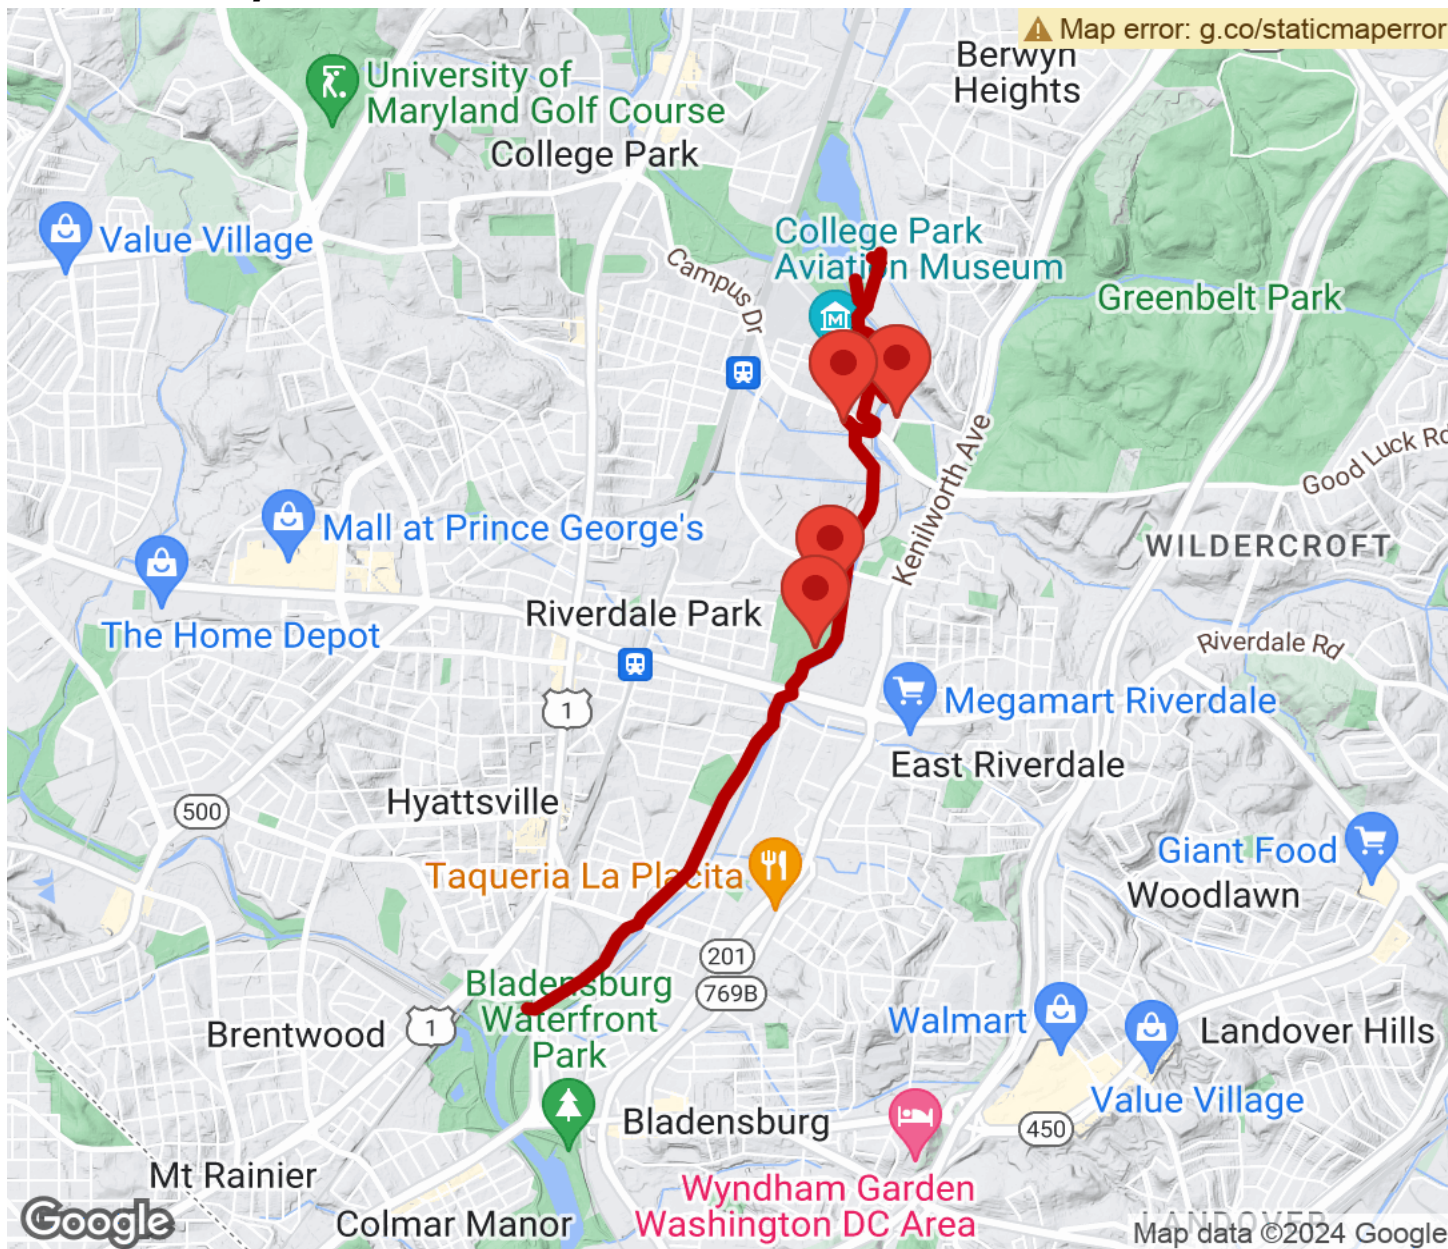 Map error: g.co/staticmaperror
Berwyn
Heights
University of
Maryland Golf Course
College Park
Value Village
College Park
Aviation Museum
Campus Dr
Greenbelt Park
M
Kenilworth Ave
Good Luck Rd
Mall at Prince George's
WILDERCROFT
The Home Depot
Riverdale Park
Riverdale Rd
1
Megamart Riverdale
East Riverdale
500
Hyattsville
Giant Food
Taqueria La Placita
Woodlawn
201
769B
Bladensburg
Waterfront
Park
Brentwood
1
Walmart
Landover Hills
Value Village
Bladensburg
450
Mt Rainier
Wyndham Garden
Washington DC Area
Colmar Manor
LANDOVER
Google
Map data ©2024 Google